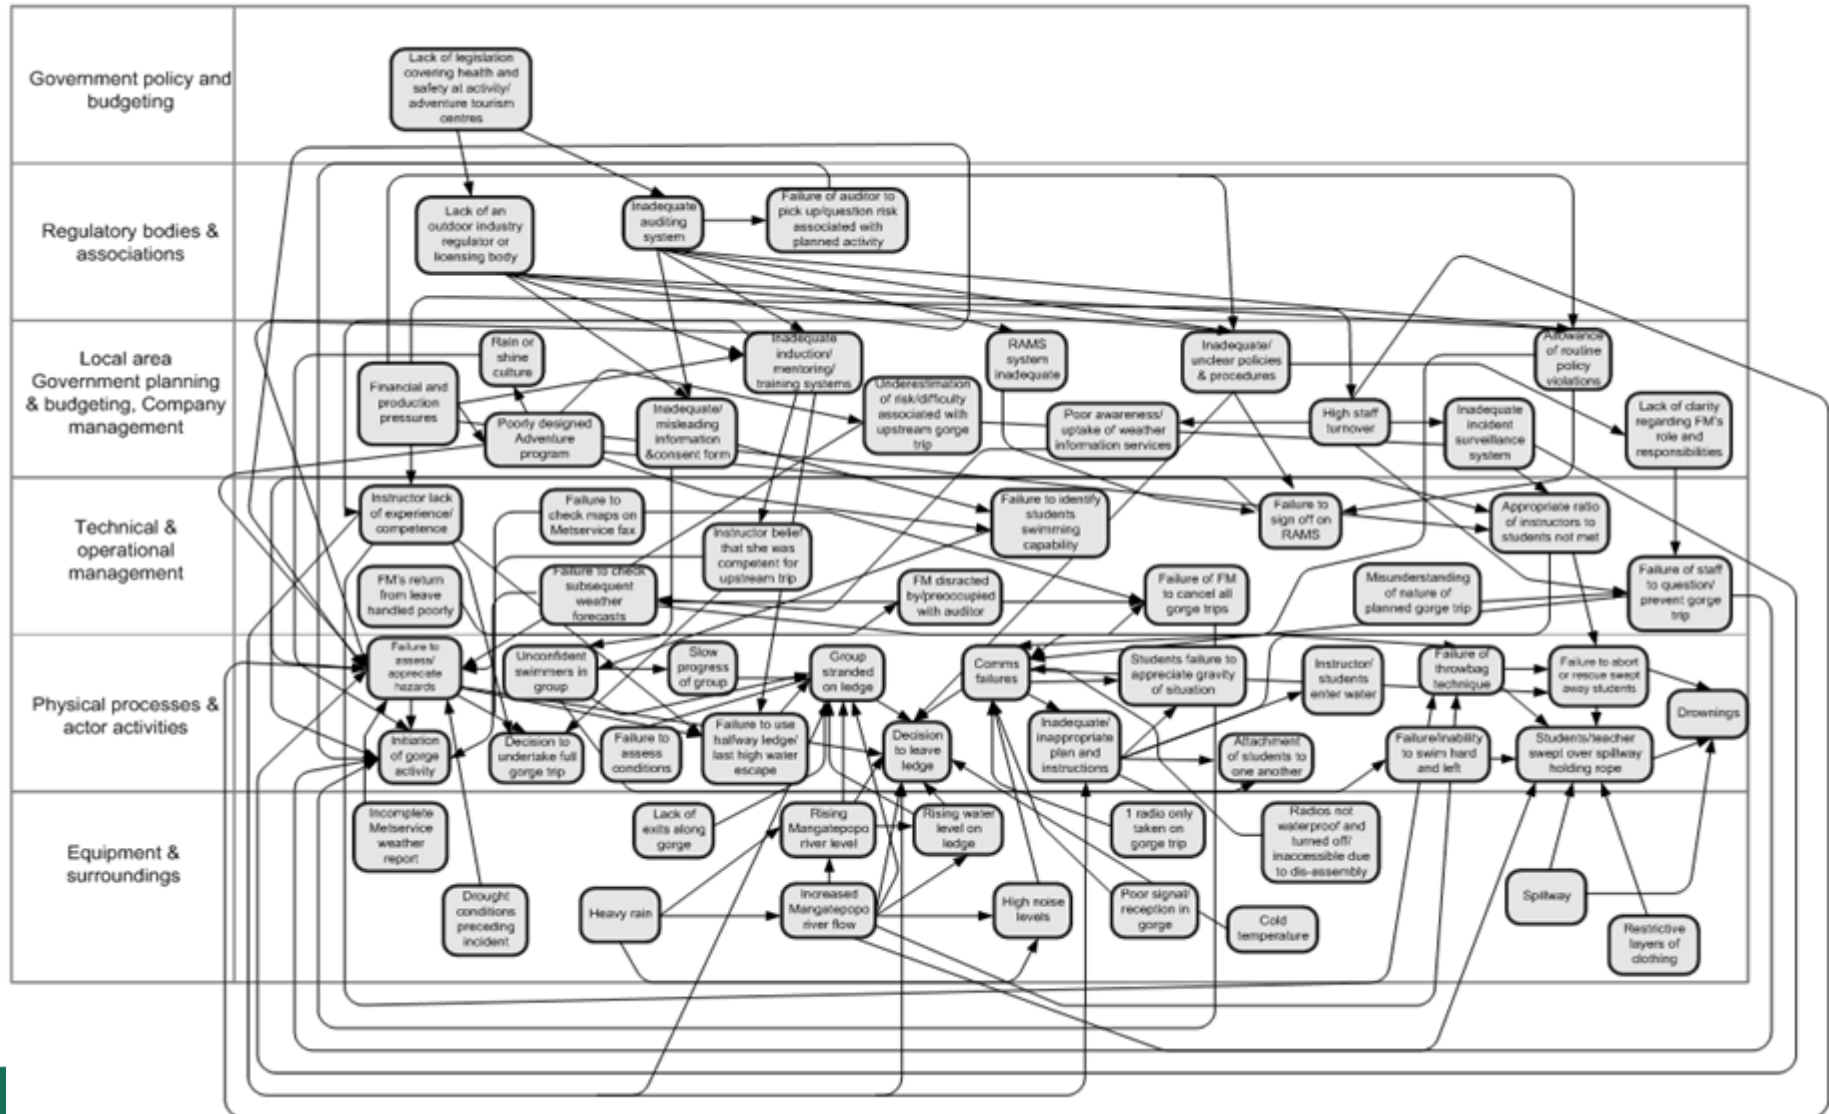 Government policy and
budgeting
Lack of legislation
covering health and
safety at activity/
adventure tourism
centres
Regulatory bodies &
associations
Lack of an
outdoor industry
regulator or
licensing body
Inadequate
auditing
system
Failure of auditor to
pick up/question risk
associated with
planned activity
Local area
Government planning
& budgeting, Company
management
Financial and
production
pressures
Rain or
shine
culture
Poorly designed
Adventure
program
Inadequate/
misleading
information
&consent form
Inadequate
induction/
mentoring/
training systems
Underestimation
of risk/difficulty
associated with
upstream gorge
trip
RAMS
system
inadequate
Poor awareness/
uptake of weather
information services
Inadequate/
unclear policies
& procedures
High staff
turnover
Inadequate
incident
surveillance
system
Allowance
of routine
policy
violations
Lack of clarity
regarding FM's
role and
responsibilities
Technical &
operational
management
Instructor lack
of experience/
competence
Failure to
check maps on
Metservice fax
Instructor belief
that she was
competent for
upstream trip
Failure to identify
students
swimming
capability
Failure to
sign off on
RAMS
Appropriate ratio
of instructors to
students not met
FM's return
from leave
handled poorly
Failure to check
subsequent
weather
forecasts
FM disracted
by/preoccupied
with auditor
Failure of FM
to cancel all
gorge trips
Misunderstanding
of nature of
planned gorge trip
Failure of staff
to question/
prevent gorge
trip
Physical processes &
actor activities
Failure to
assess/
appreciate
hazards
Unconfident
swimmers in
group
Slow
progress
of group
Group
stranded
on ledge
Comms
failures
Students failure to
appreciate gravity
of situation
Instructor/
students
enter water
Failure of
throwbag
technique
Failure to abort
or rescue swept
away students
Drownings
Initiation
of gorge
activity
Decision to
undertake full
gorge trip
Failure to
assess
conditions
Failure to use
halfway ledge/
last high water
escape
Decision
to leave
ledge
Inadequate/
inappropriate
plan and
instructions
Attachment
of students to
one another
Failure/inability
to swim hard
and left
Students/teacher
swept over spillway
holding rope
Equipment &
surroundings
Incomplete
Metservice
weather
report
Lack of
exits along
gorge
Rising
Mangatepopo
river level
Rising water
level on
ledge
1 radio only
taken on
gorge trip
Radios not
waterproof and
turned off/
inaccessible due
to dis-assembly
Drought
conditions
preceding
incident
Heavy rain
Increased
Mangatepopo
river flow
High noise
levels
Poor signal/
reception in
gorge
Cold
temperature
Spillway
Restrictive
layers of
clothing